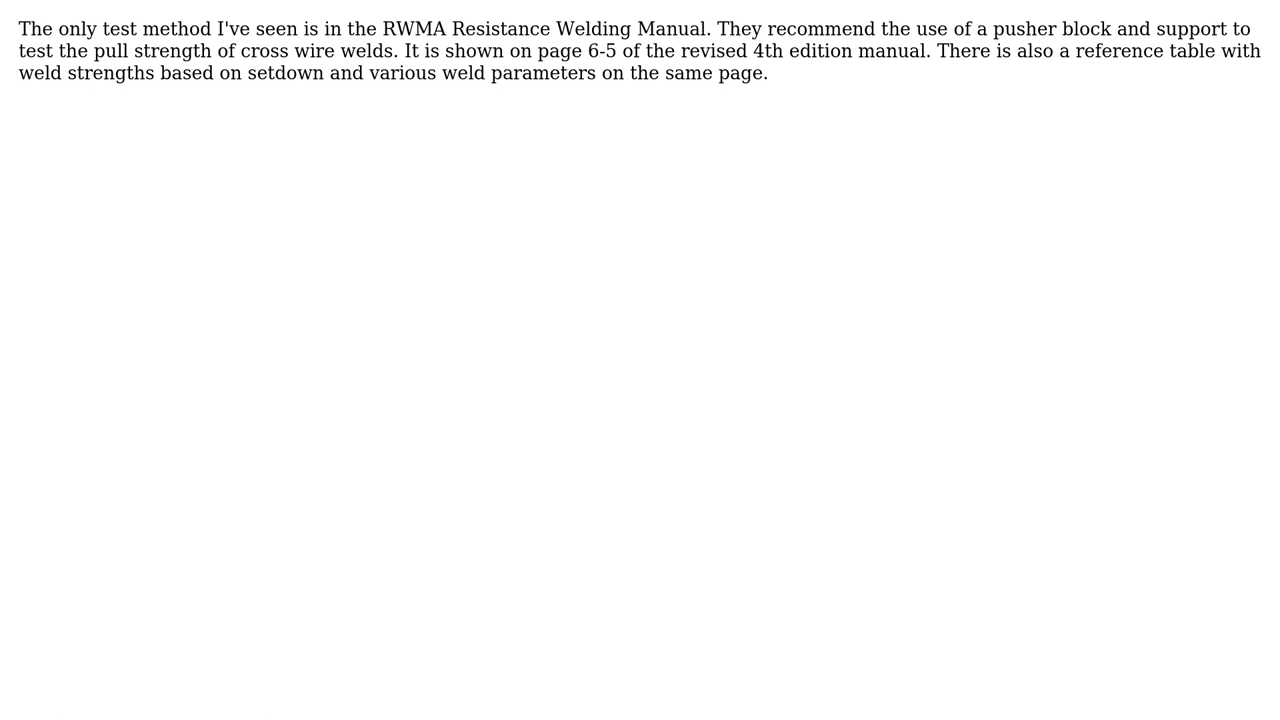 The only test method I've seen is in the RWMA Resistance Welding Manual. They recommend the use of a pusher block and support to
test the pull strength of cross wire welds. It is shown on page 6-5 of the revised 4th edition manual. There is also a reference table with
weld strengths based on setdown and various weld parameters on the same page.